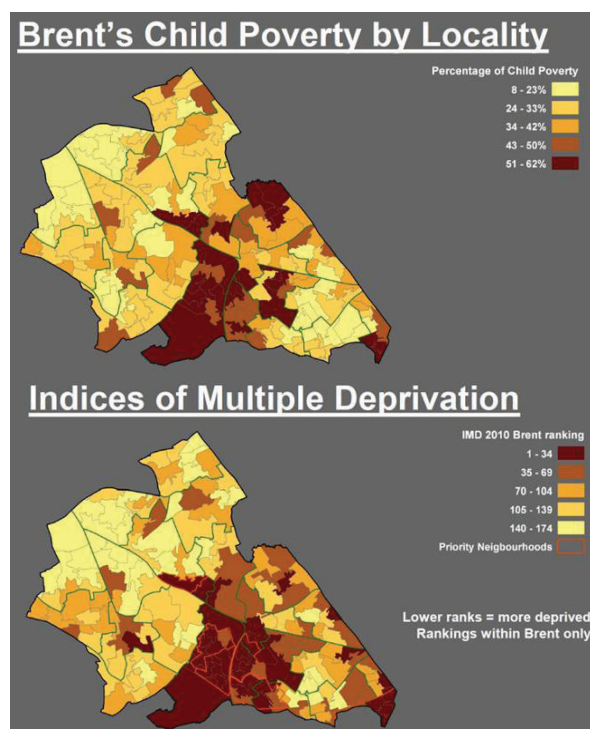 Brent's Child Poverty by Locality
Percentage of Child Poverty
8 - 23%
24 - 33%
34 - 42%
43 - 50%
51 - 62%
Indices of Multiple Deprivation
IMD 2010 Brent ranking
1 - 34
35 - 69
70 - 104
105 - 139
140 - 174
Priority Neigbourhoods
Lower ranks = more deprived
Rankings within Brent only